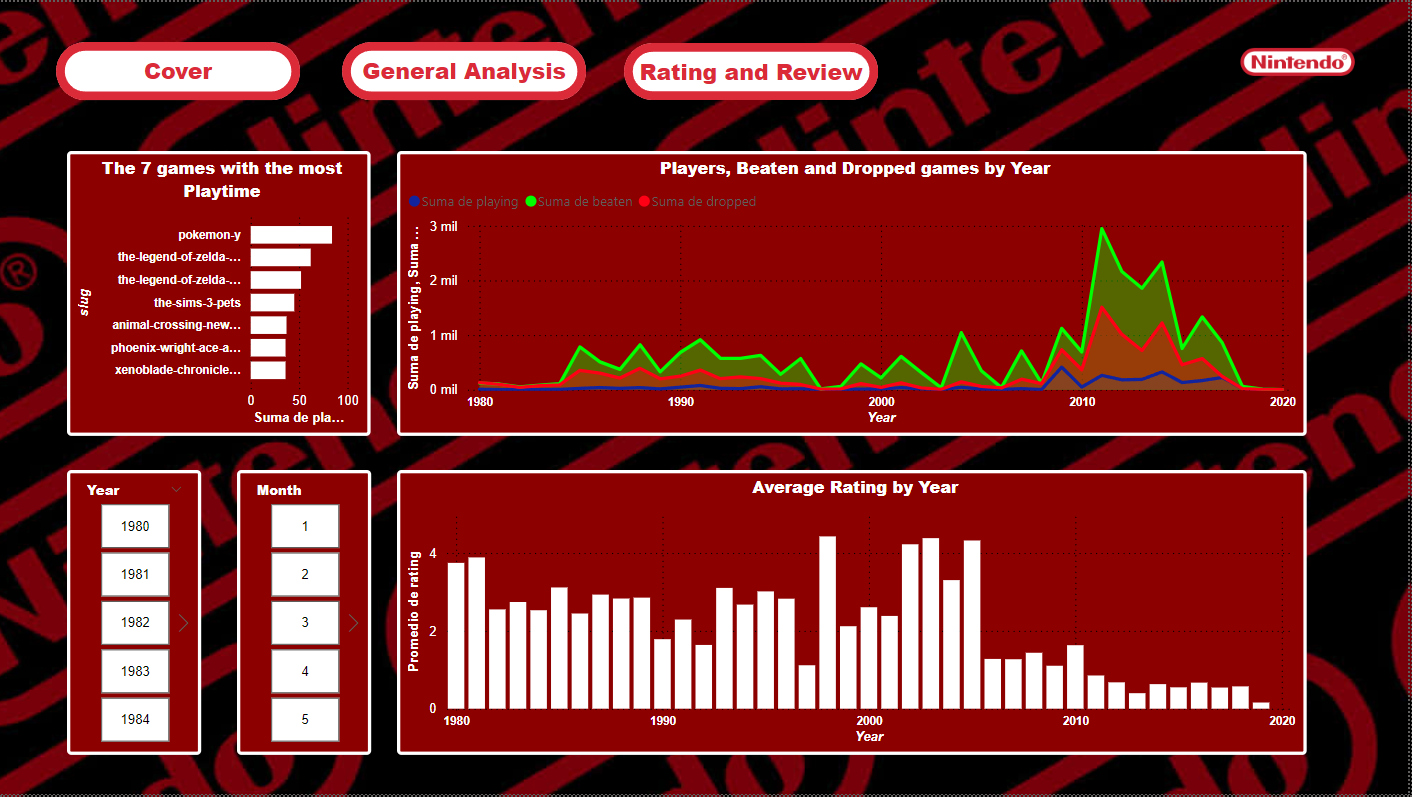 Cover
General Analysis
Rating and Review
Nintendo®
The 7 games with the most
Playtime
slug
pokemon-y
the-legend-of-zelda-...
the-legend-of-zelda-...
the-sims-3-pets
animal-crossing-new...
phoenix-wright-ace-a...
xenoblade-chronicle...
0 50 100
Suma de pla...
Players, Beaten and Dropped games by Year
Suma de playing Suma de beaten Suma de dropped
Suma de playing, Suma ...
3 mil
2 mil
1 mil
0 mil
1980 1990 2000 2010 2020
Year
Year
1980
1981
1982
1983
1984
Month
1
2
3
4
5
Average Rating by Year
Promedio de rating
4
2
0
1980 1990 2000 2010 2020
Year